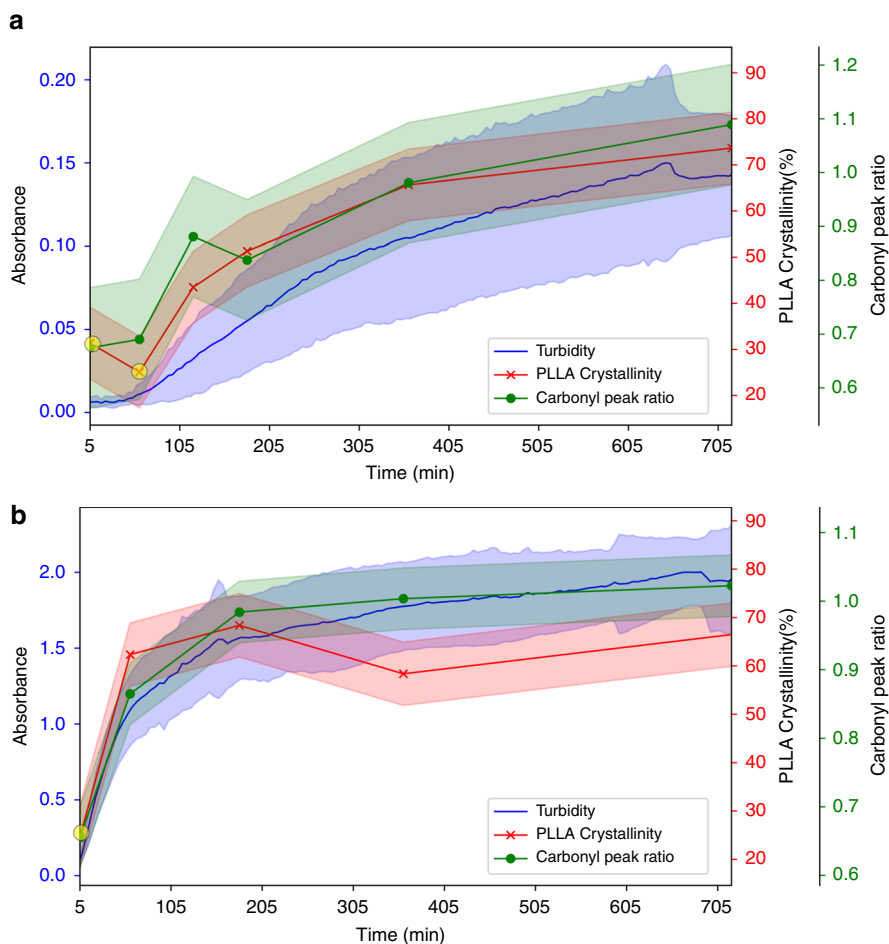 a
0.20
0.15
0.10
0.05
0.00
Absorbance
90
80
70
60
50
40
30
20
PLLA Crystallinity(%)
1.2
1.1
1.0
0.9
0.8
0.7
0.6
Carbonyl peak ratio
Turbidity
PLLA Crystallinity
Carbonyl peak ratio
5 105 205 305 405 505 605 705
Time (min)
b
2.0
1.5
1.0
0.5
0.0
Absorbance
90
80
70
60
50
40
30
20
PLLA Crystallinity(%)
1.1
1.0
0.9
0.8
0.7
0.6
Carbonyl peak ratio
Turbidity
PLLA Crystallinity
Carbonyl peak ratio
5 105 205 305 405 505 605 705
Time (min)